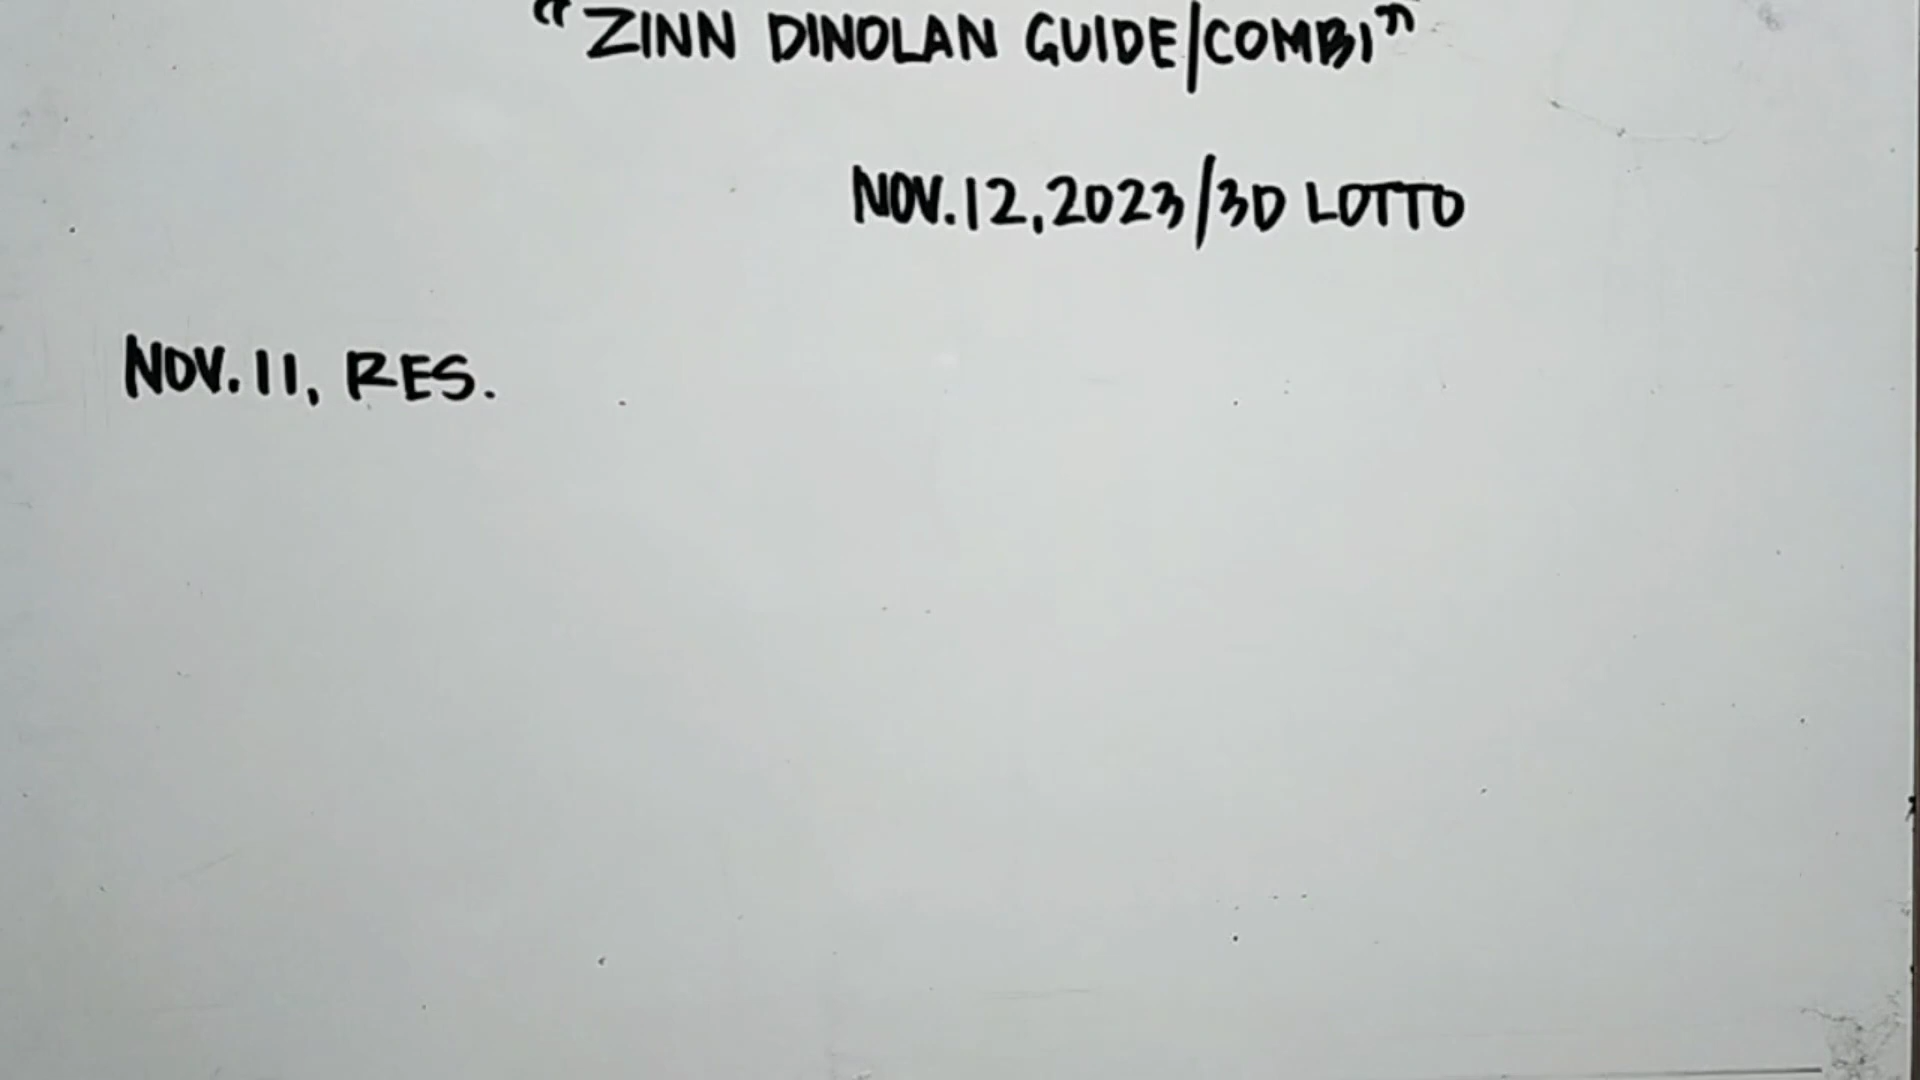 "ZINN DINOLAN GUIDE/COMBI"
NOV.12,2023/3D LOTTO
NOV.11, RES.